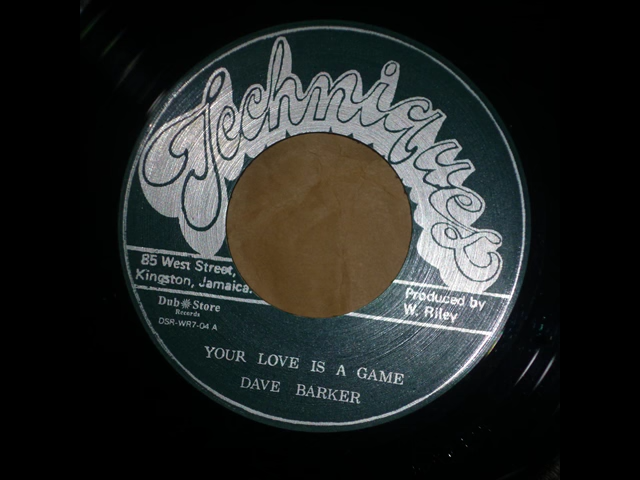 Techniques
85 West Street,
Kingston, Jamaica.
Produced by
W. Riley
Dub Store
Records
DSR-WR7-04 A
YOUR LOVE IS A GAME
DAVE BARKER